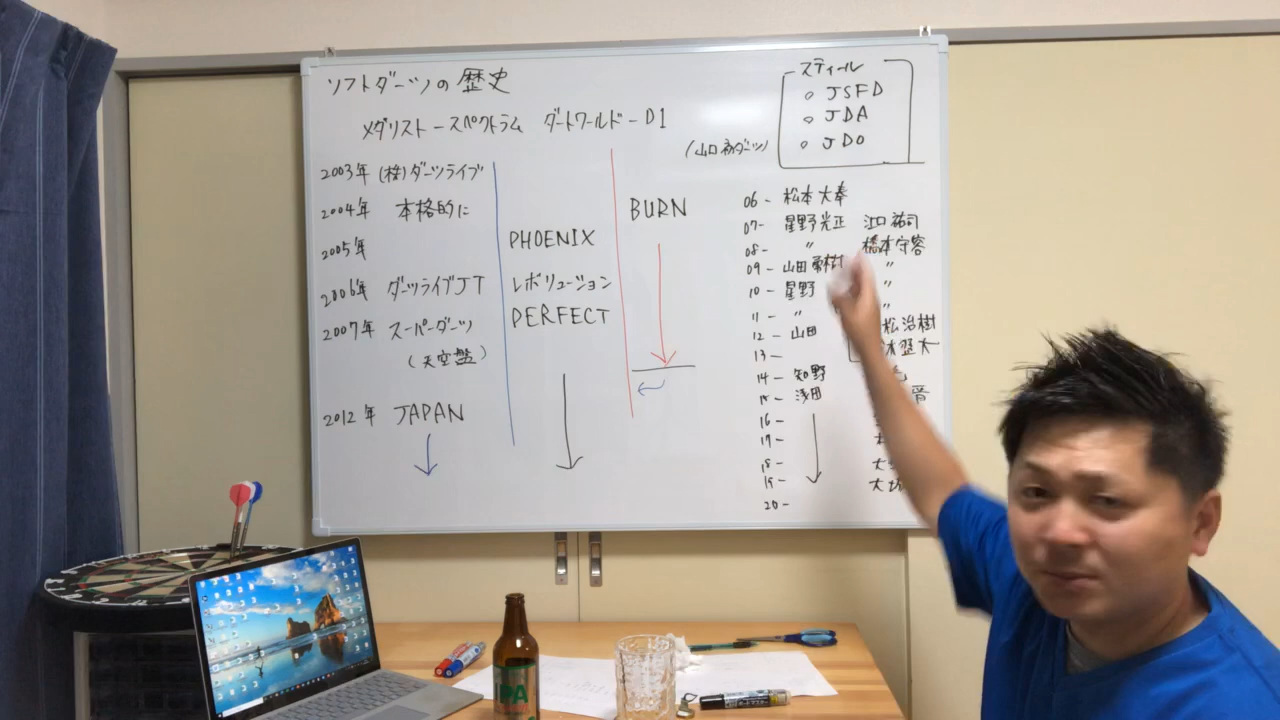 ソフトダーツの歴史
メダリスト－スペクトラム ダートワールド－D1
スティール
○ JSFD
○ JDA
○ JDO
(山口初ダーツ)
2003年 (株)ダーツライブ
2004年 本格的に
2005年
2006年 ダーツライブJT
2007年 スーパーダーツ
(天空盤)
2012年 JAPAN
PHOENIX
レボリューション
PERFECT
BURN
06- 松本大奉
07- 星野光正 江口祐司
08- 〃 橋本守容
09- 山田勇樹 〃
10- 星野 〃
11- 〃 〃
12- 山田 松治樹
13-
14- 知野
15- 浅田
16-
17-
18- 大
19- 大
20-
IPA